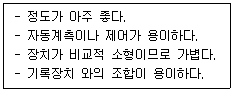 - 정도가 아주 좋다.
- 자동계측이나 제어가 용이하다.
- 장치가 비교적 소형이므로 가볍다.
- 기록장치 와의 조합이 용이하다.